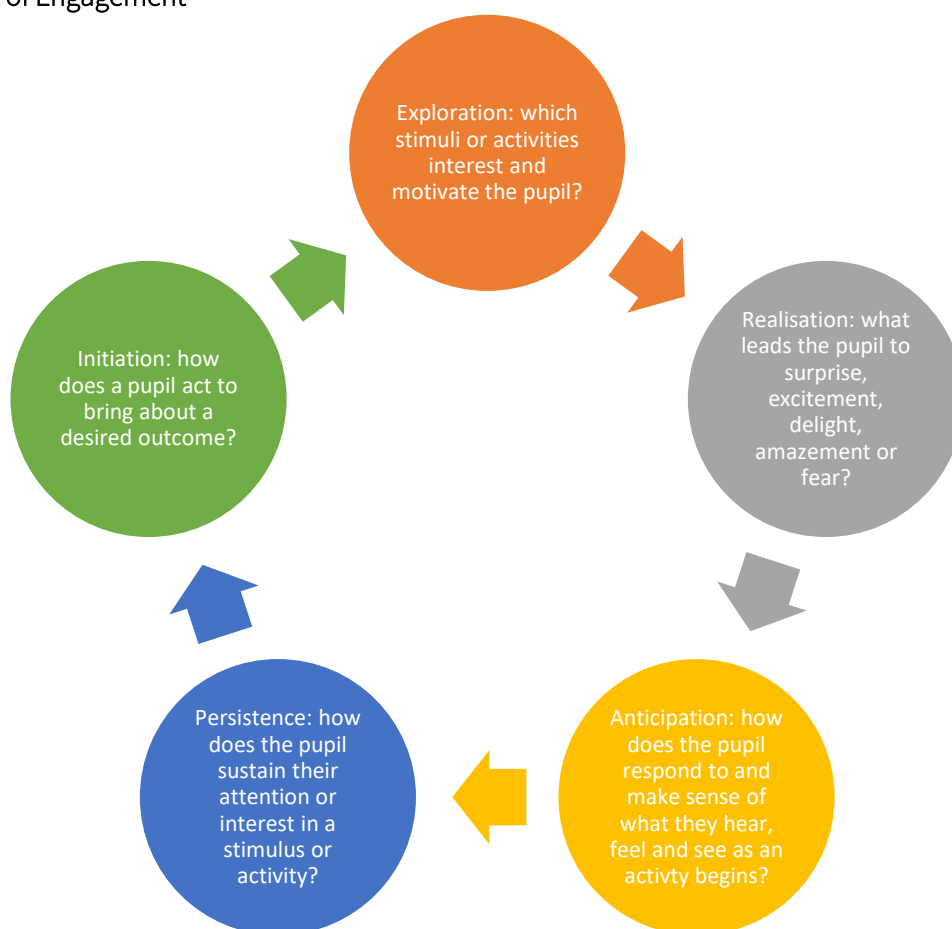 of Engagement
Exploration: which
stimuli or activities
interest and
motivate the pupil?
Realisation: what
leads the pupil to
surprise,
excitement,
delight,
amazement or
fear?
Anticipation: how
does the pupil
respond to and
make sense of
what they hear,
feel and see as an
activty begins?
Persistence: how
does the pupil
sustain their
attention or
interest in a
stimulus or
activity?
Initiation: how
does a pupil act to
bring about a
desired outcome?